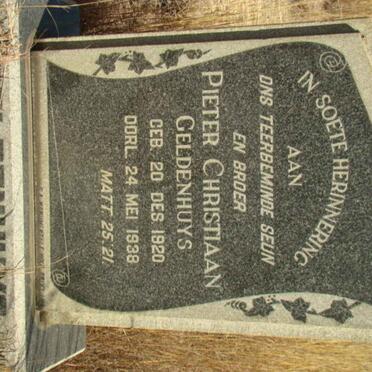 IN SOETE HERINNERING
AAN
ONS TEERBEMINDE SEUN
EN BROER
PIETER CHRISTIAAN
GELDENHUYS
GEB. 20 DES 1920
OORL. 24 MEI 1938
MATT. 25:21.